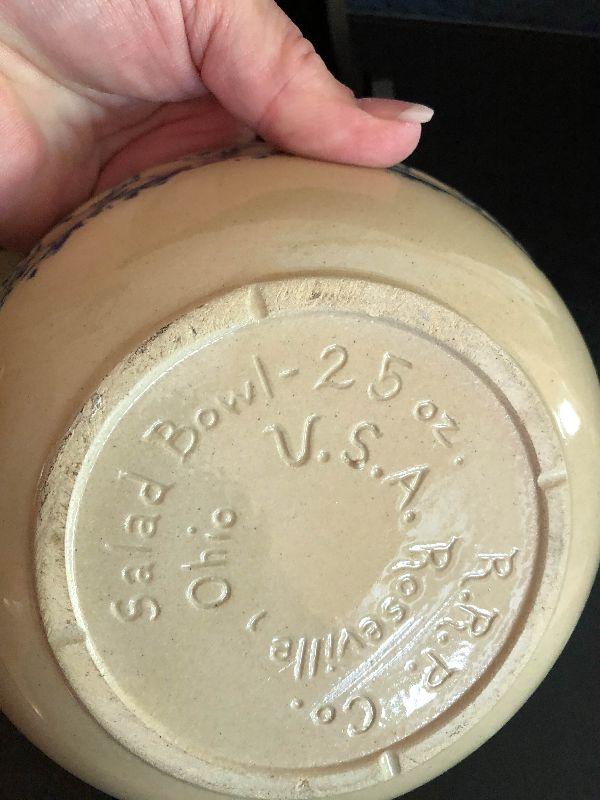 Salad Bowl - 25 oz.
R.R.P. Co.
Roseville, Ohio
U.S.A.